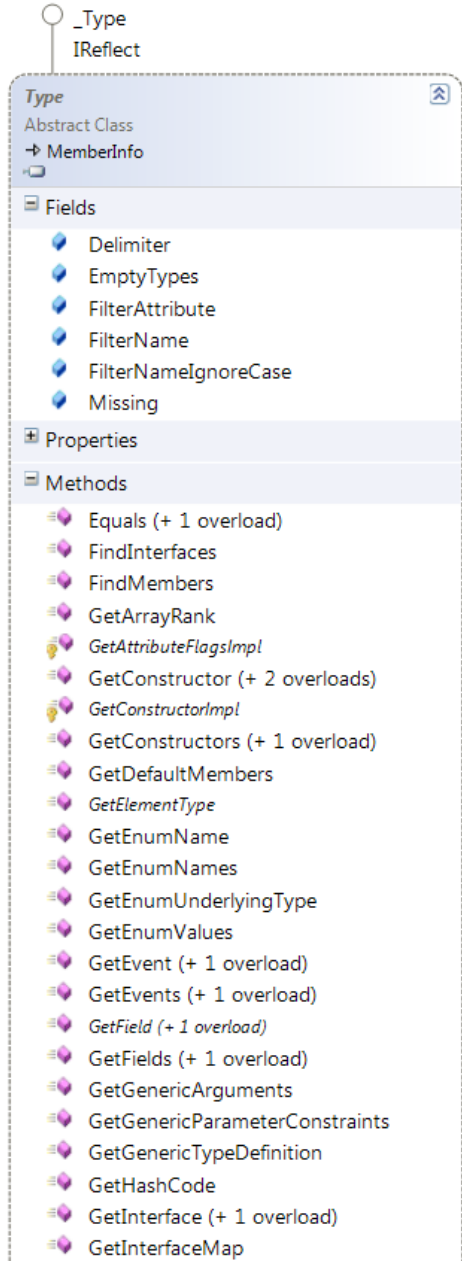 _Type
IReflect
Type
Abstract Class
MemberInfo
Fields
Delimiter
EmptyTypes
FilterAttribute
FilterName
FilterNameIgnoreCase
Missing
Properties
Methods
Equals (+ 1 overload)
FindInterfaces
FindMembers
GetArrayRank
GetAttributeFlagsImpl
GetConstructor (+ 2 overloads)
GetConstructorImpl
GetConstructors (+ 1 overload)
GetDefaultMembers
GetElementType
GetEnumName
GetEnumNames
GetEnumUnderlyingType
GetEnumValues
GetEvent (+ 1 overload)
GetEvents (+ 1 overload)
GetField (+ 1 overload)
GetFields (+ 1 overload)
GetGenericArguments
GetGenericParameterConstraints
GetGenericTypeDefinition
GetHashCode
GetInterface (+ 1 overload)
GetInterfaceMap